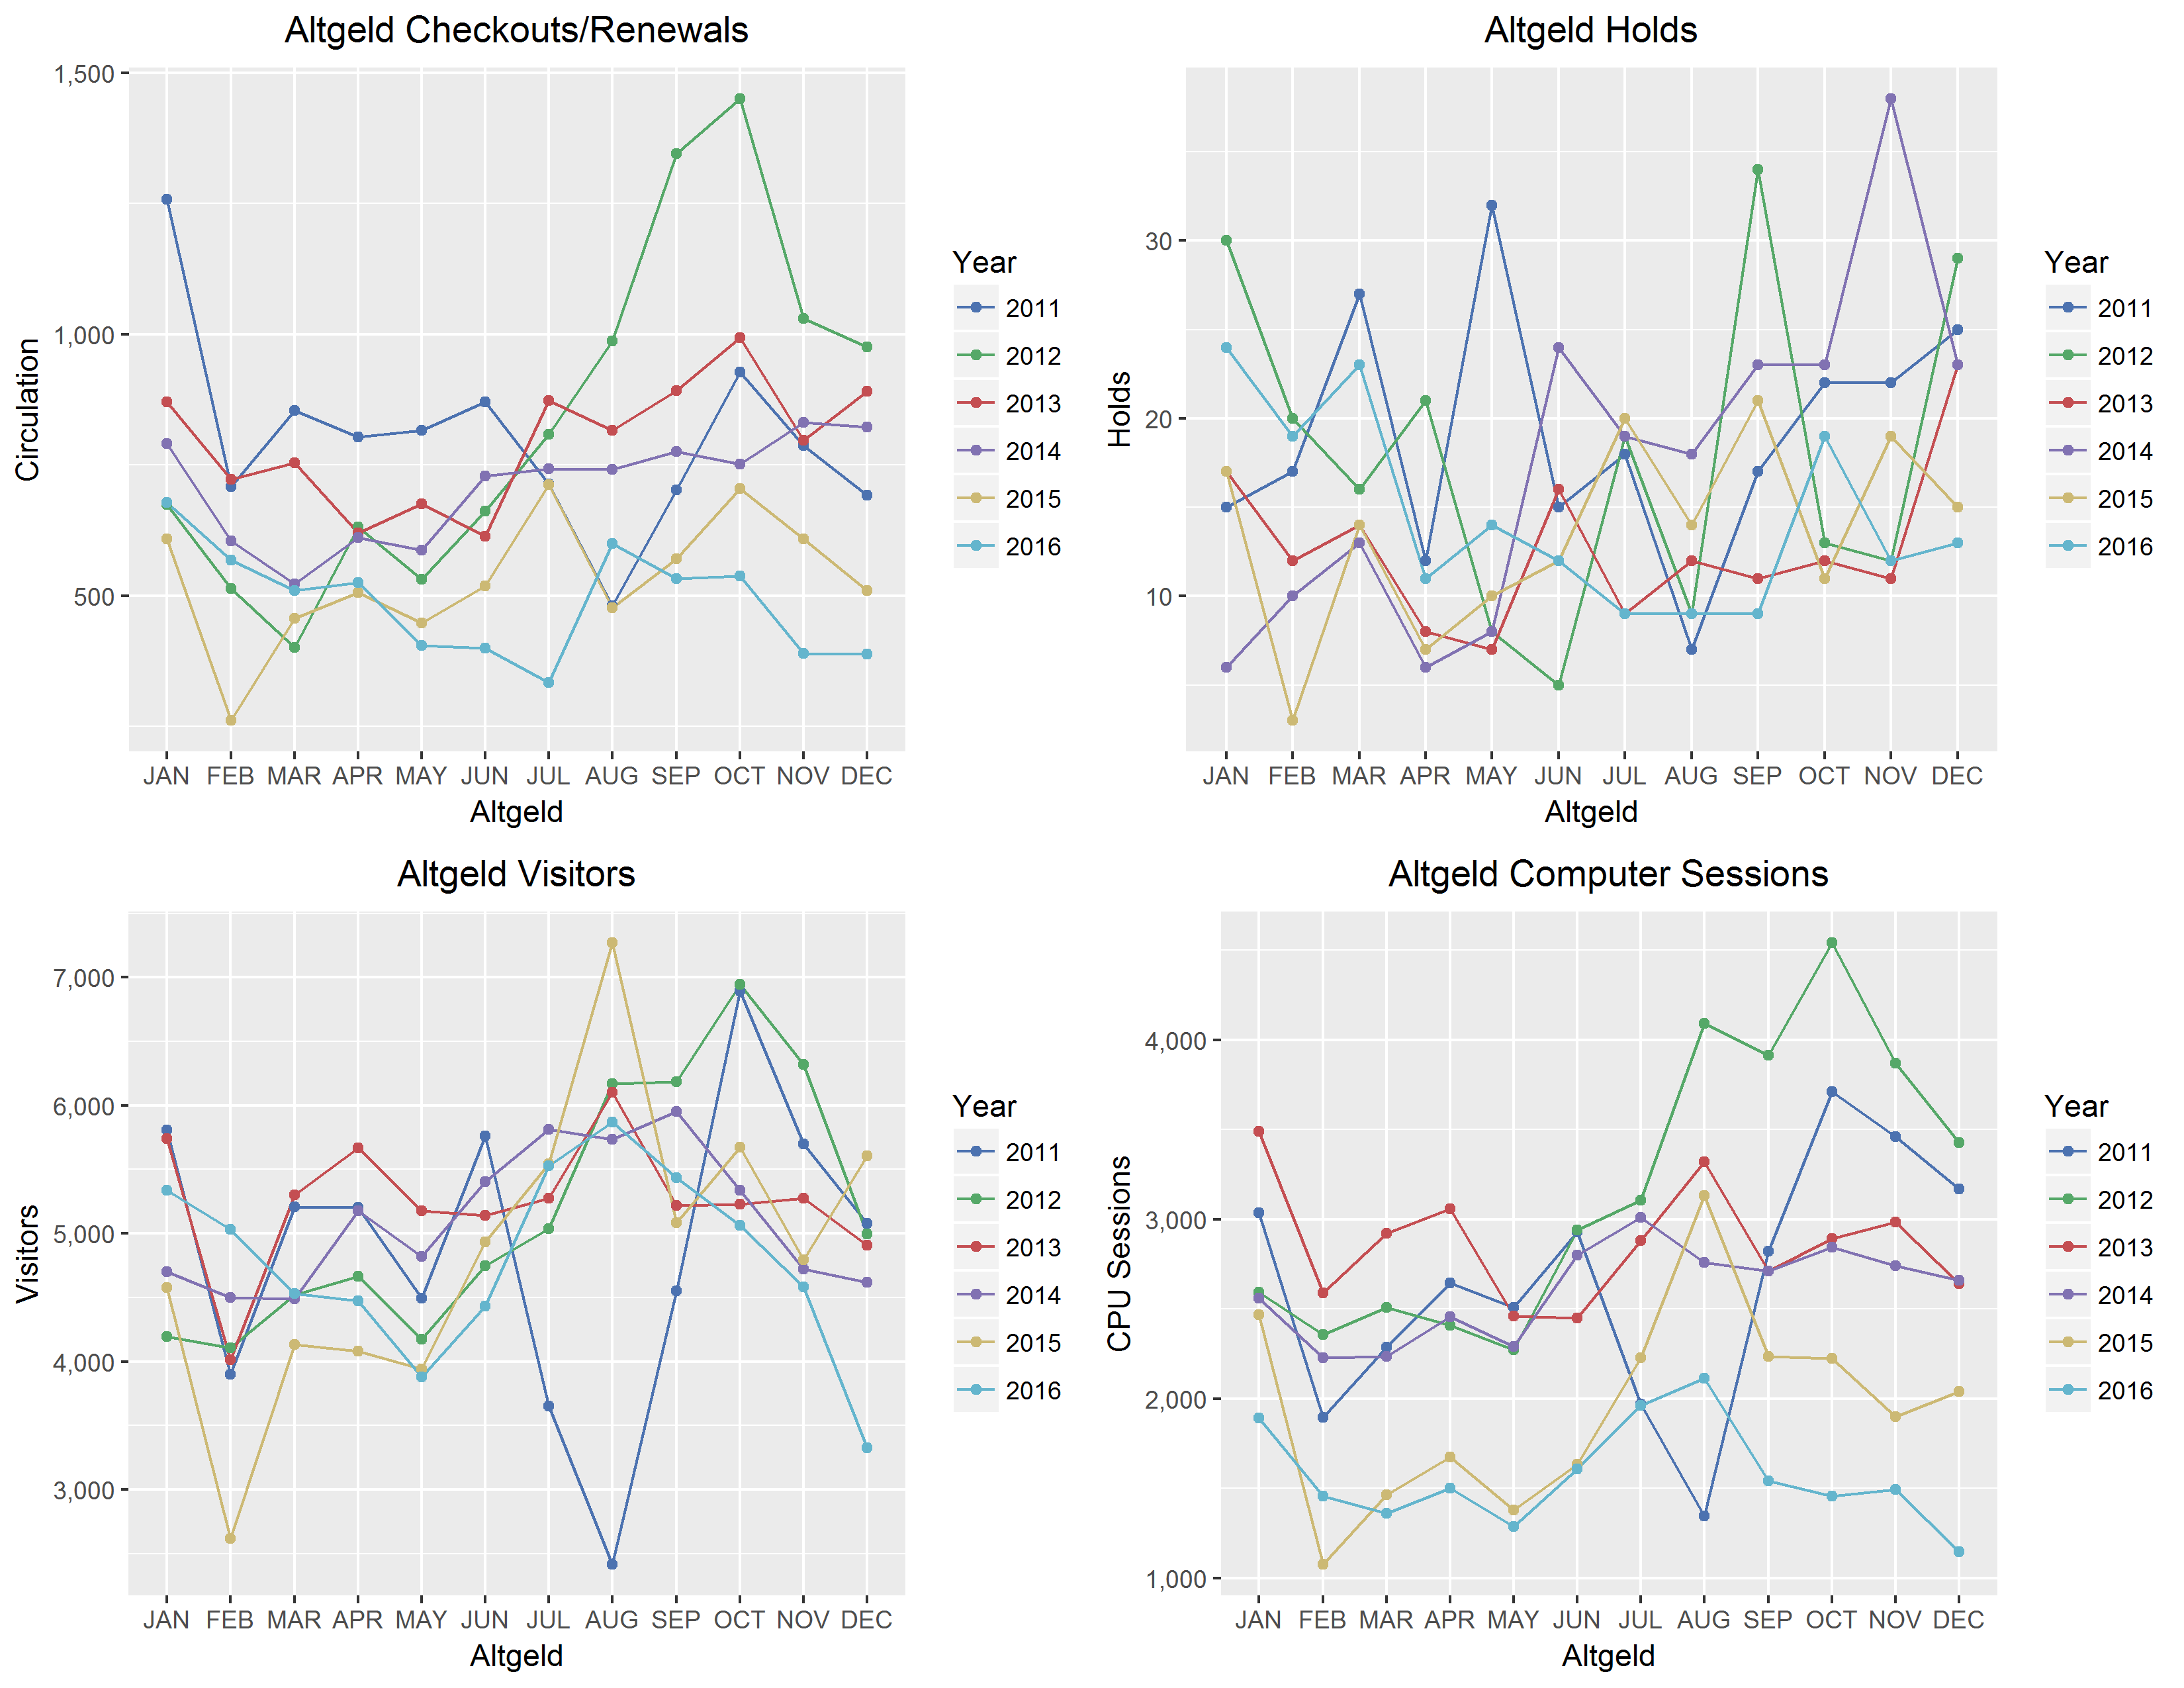 Altgeld Checkouts/Renewals
1,500
1,000
500
Circulation
JAN FEB MAR APR MAY JUN JUL AUG SEP OCT NOV DEC
Altgeld
Year
2011
2012
2013
2014
2015
2016
Altgeld Holds
30
20
10
Holds
JAN FEB MAR APR MAY JUN JUL AUG SEP OCT NOV DEC
Altgeld
Year
2011
2012
2013
2014
2015
2016
Altgeld Visitors
7,000
6,000
5,000
4,000
3,000
Visitors
JAN FEB MAR APR MAY JUN JUL AUG SEP OCT NOV DEC
Altgeld
Year
2011
2012
2013
2014
2015
2016
Altgeld Computer Sessions
4,000
3,000
2,000
1,000
CPU Sessions
JAN FEB MAR APR MAY JUN JUL AUG SEP OCT NOV DEC
Altgeld
Year
2011
2012
2013
2014
2015
2016